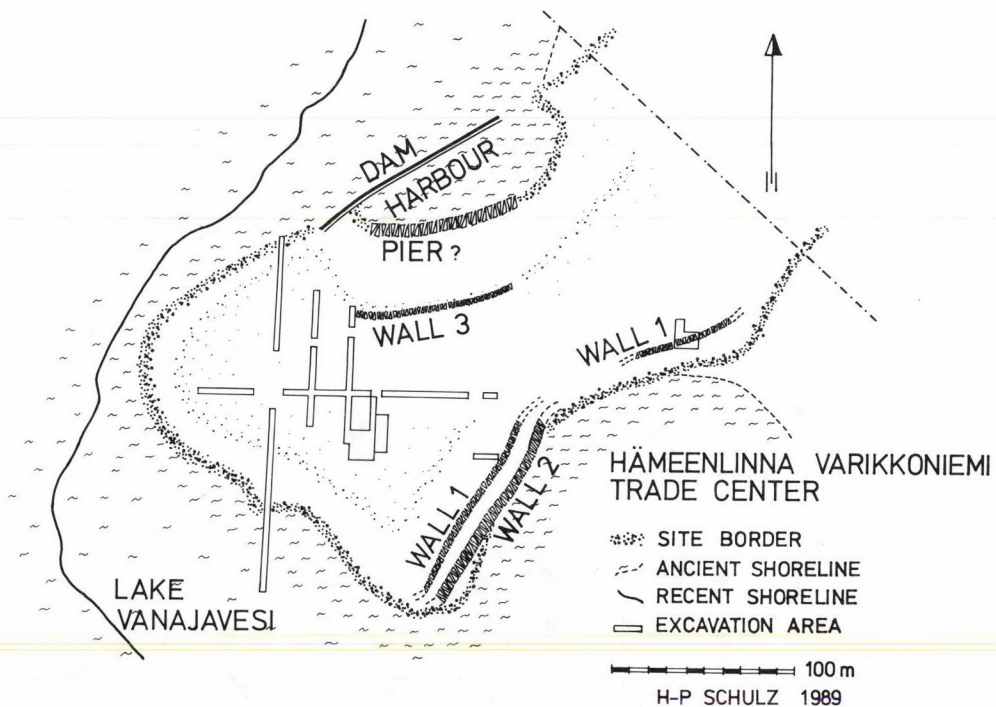 DAM
HARBOUR
PIER ?
WALL 3
WALL 1
WALL 1
WALL 2
LAKE
VANAJAVESI
HÄMEENLINNA VARIKKONIEMI
TRADE CENTER
SITE BORDER
ANCIENT SHORELINE
RECENT SHORELINE
EXCAVATION AREA
100 m
H-P SCHULZ 1989